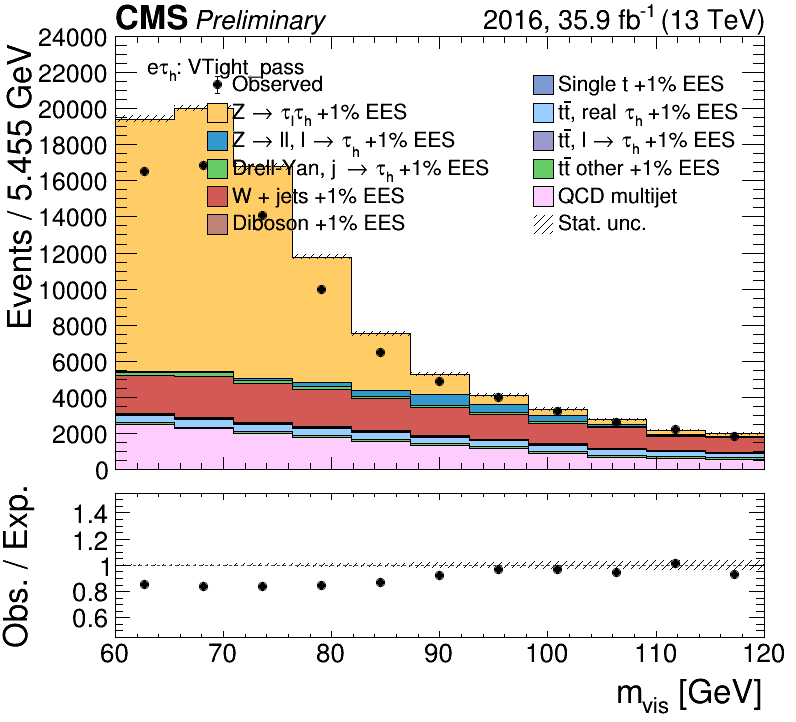 CMS Preliminary 2016, 35.9 fb⁻¹ (13 TeV)
Events / 5.455 GeV
24000
22000
20000
18000
16000
14000
12000
10000
8000
6000
4000
2000
0
eτh: VTight_pass
Observed
Z → τlτh +1% EES
Z → ll, l → τh +1% EES
Drell-Yan, j → τh +1% EES
W + jets +1% EES
Diboson +1% EES
Single t +1% EES
tt̄, real τh +1% EES
tt̄, l → τh +1% EES
tt̄ other +1% EES
QCD multijet
Stat. unc.
Obs. / Exp.
1.4
1.2
1
0.8
0.6
60 70 80 90 100 110 120
mvis [GeV]